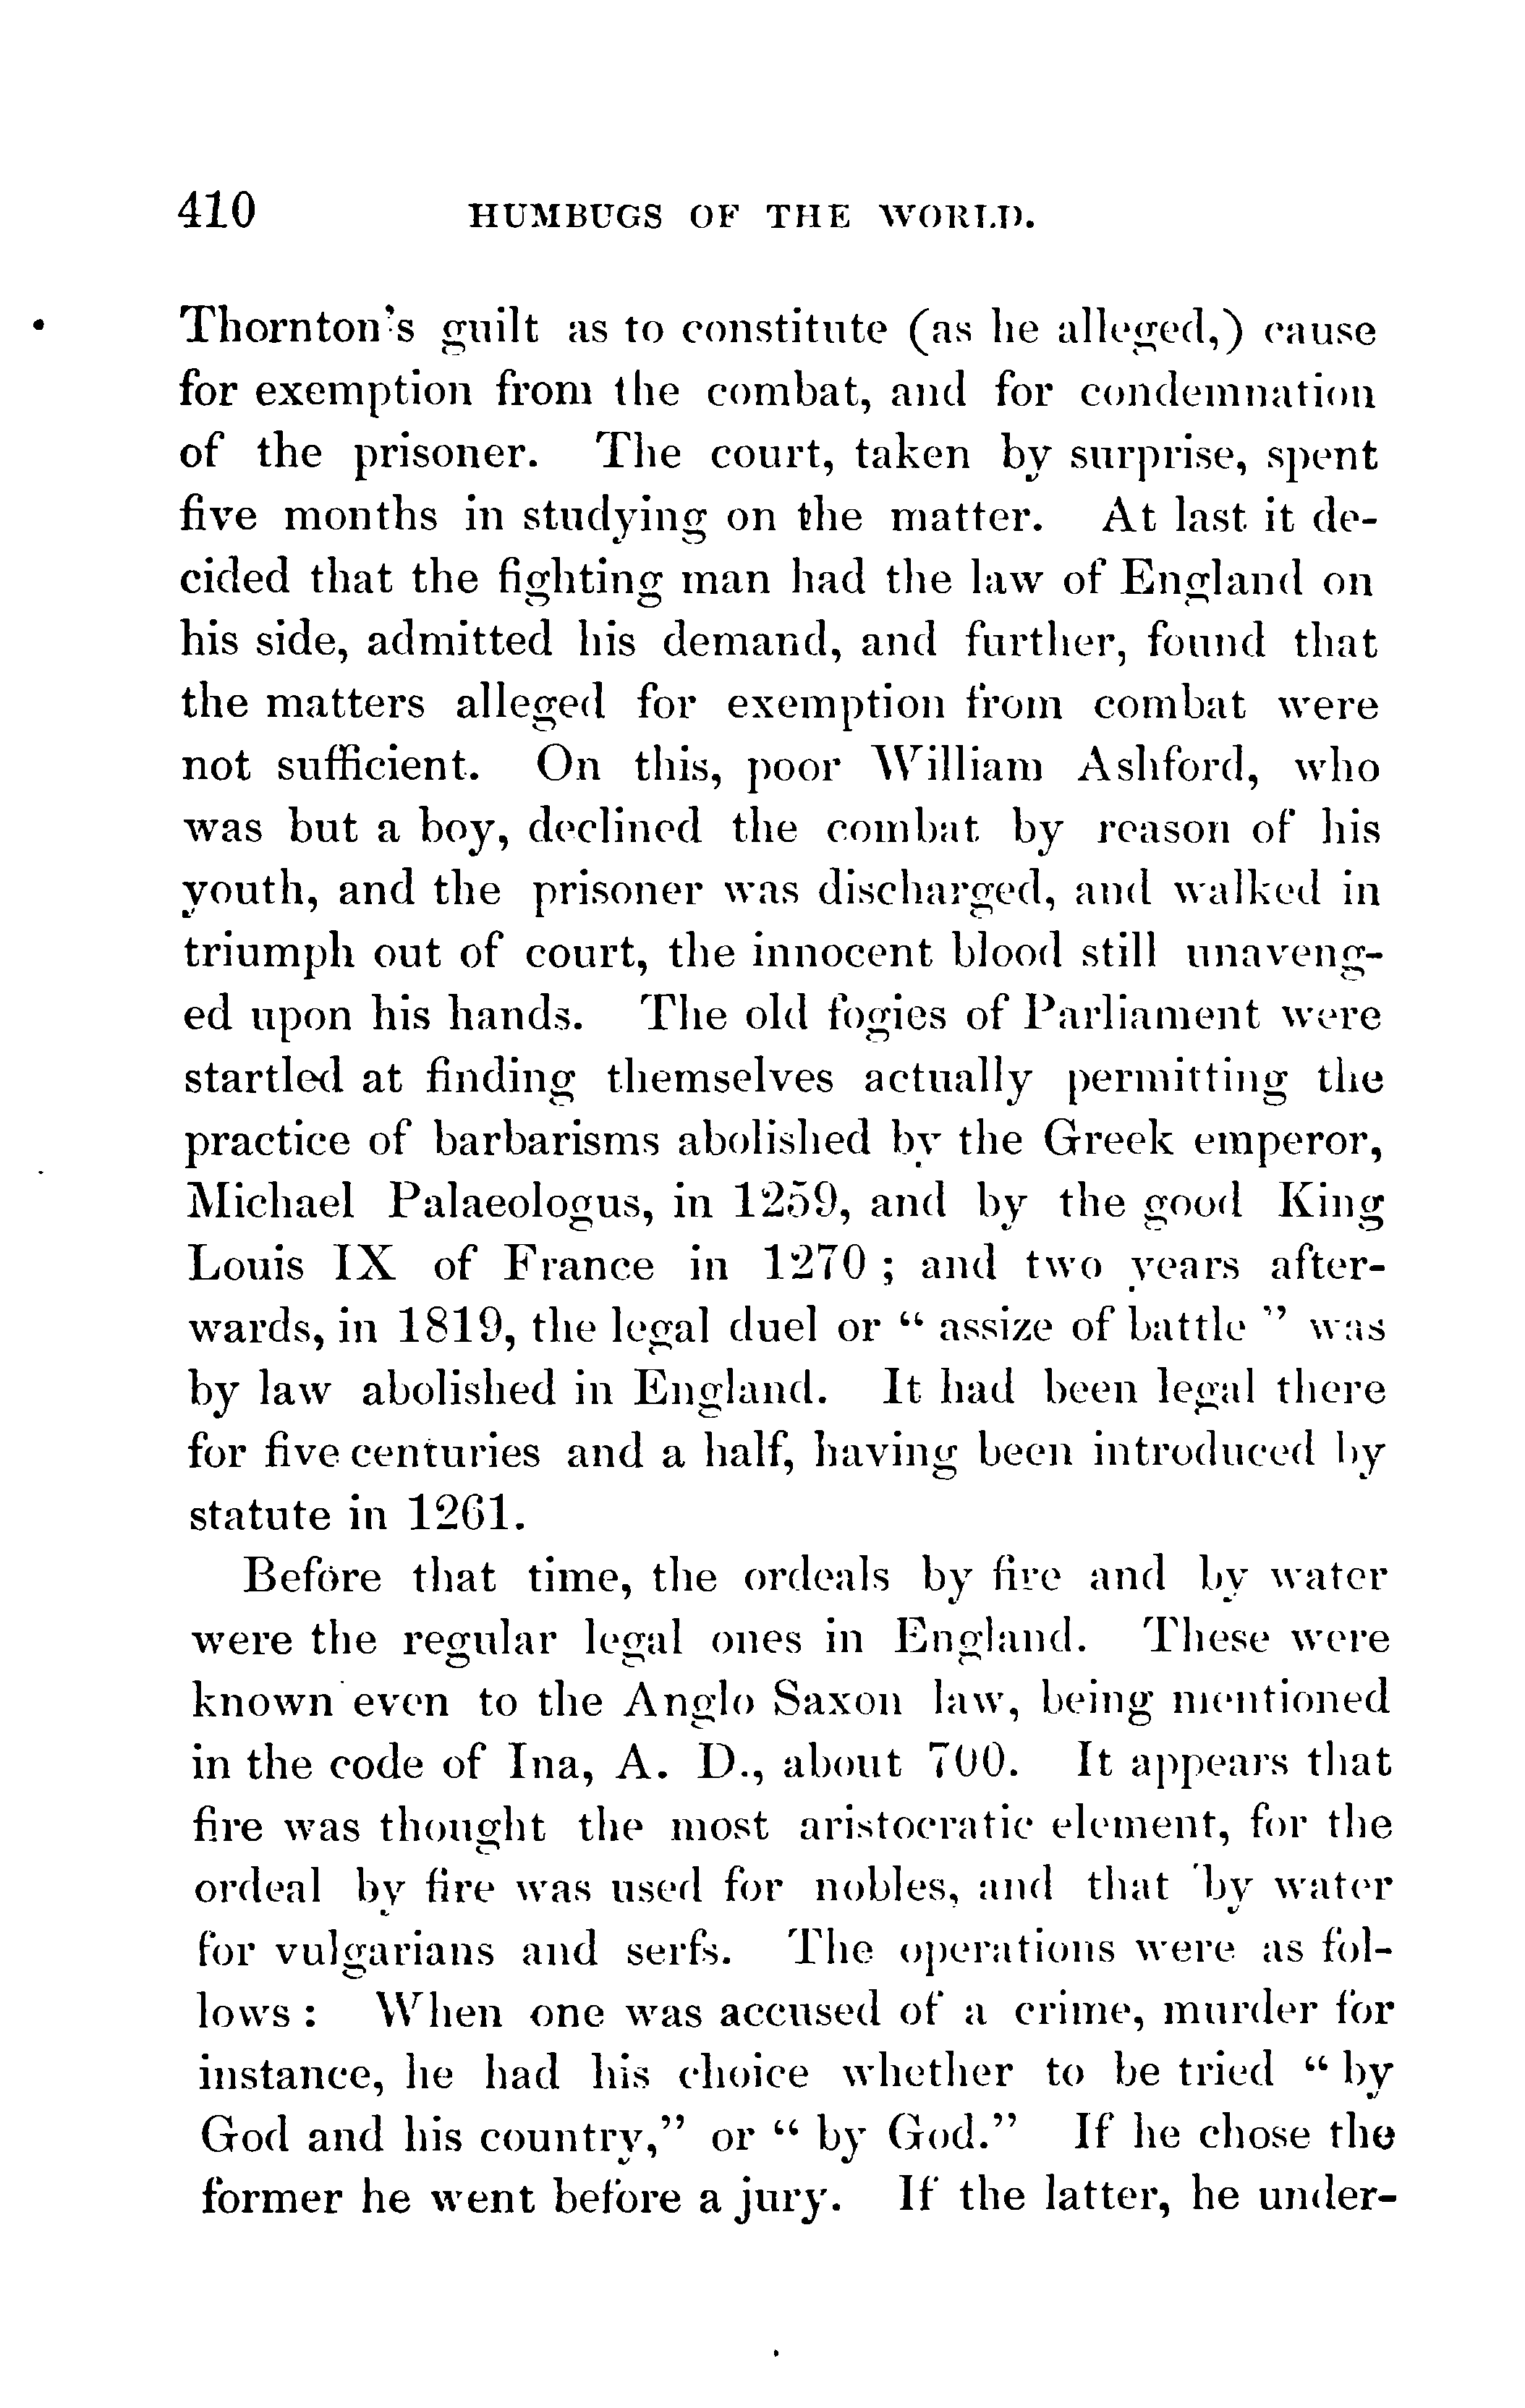 410 HUMBUGS OF THE WORLD.
Thornton's guilt as to constitute (as he alleged,) cause
for exemption from the combat, and for condemnation
of the prisoner. The court, taken by surprise, spent
five months in studying on the matter. At last it de-
cided that the fighting man had the law of England on
his side, admitted his demand, and further, found that
the matters alleged for exemption from combat were
not sufficient. On this, poor William Ashford, who
was but a boy, declined the combat by reason of his
youth, and the prisoner was discharged, and walked in
triumph out of court, the innocent blood still unaveng-
ed upon his hands. The old fogies of Parliament were
startled at finding themselves actually permitting the
practice of barbarisms abolished by the Greek emperor,
Michael Palaeologus, in 1259, and by the good King
Louis IX of France in 1270 ; and two years after-
wards, in 1819, the legal duel or “ assize of battle ” was
by law abolished in England. It had been legal there
for five centuries and a half, having been introduced by
statute in 1261.
Before that time, the ordeals by fire and by water
were the regular legal ones in England. These were
known even to the Anglo Saxon law, being mentioned
in the code of Ina, A. D., about 700. It appears that
fire was thought the most aristocratic element, for the
ordeal by fire was used for nobles, and that by water
for vulgarians and serfs. The operations were as fol-
lows : When one was accused of a crime, murder for
instance, he had his choice whether to be tried “ by
God and his country,” or “ by God.” If he chose the
former he went before a jury. If the latter, he under-